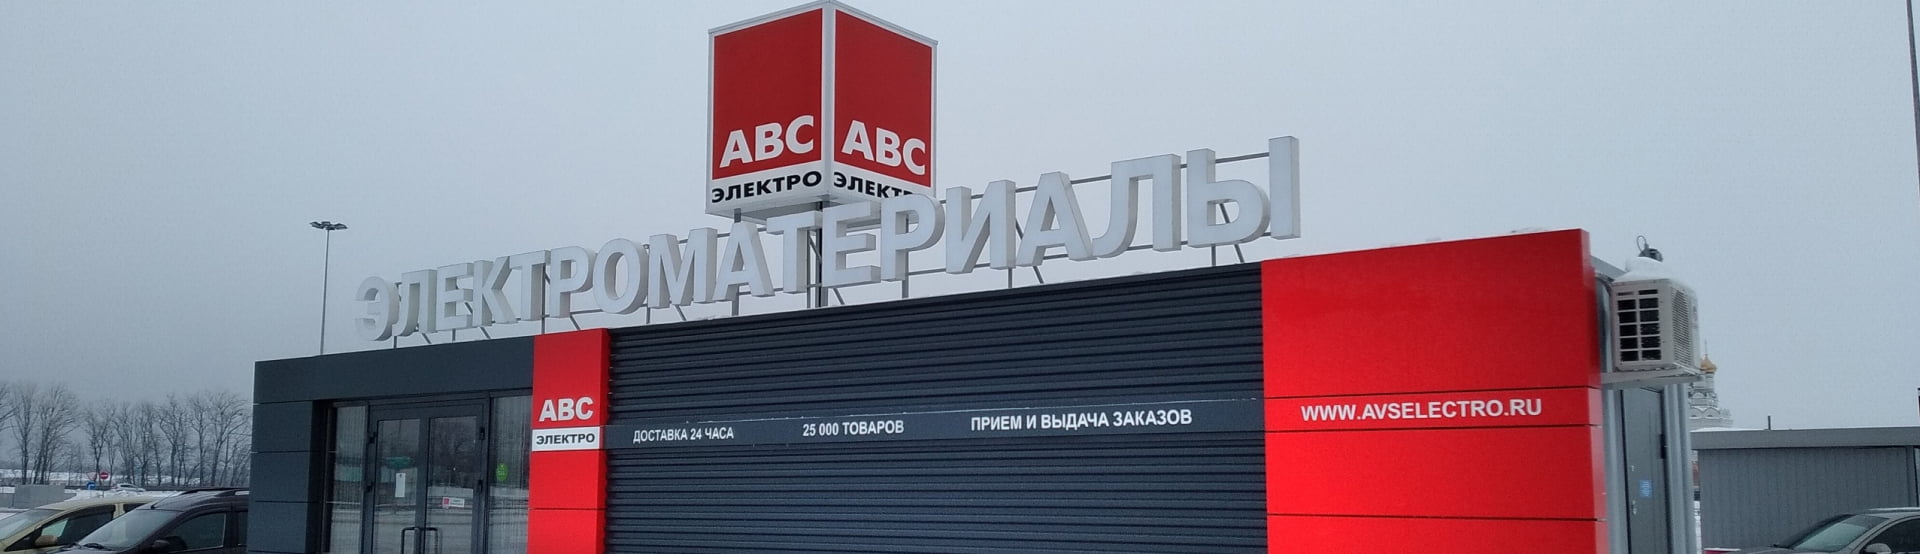 АВС
ЭЛЕКТРО
АВС
ЭЛЕКТРО
ЭЛЕКТРОМАТЕРИАЛЫ
АВС
ЭЛЕКТРО
ДОСТАВКА 24 ЧАСА
25 000 ТОВАРОВ
ПРИЕМ И ВЫДАЧА ЗАКАЗОВ
WWW.AVSELECTRO.RU